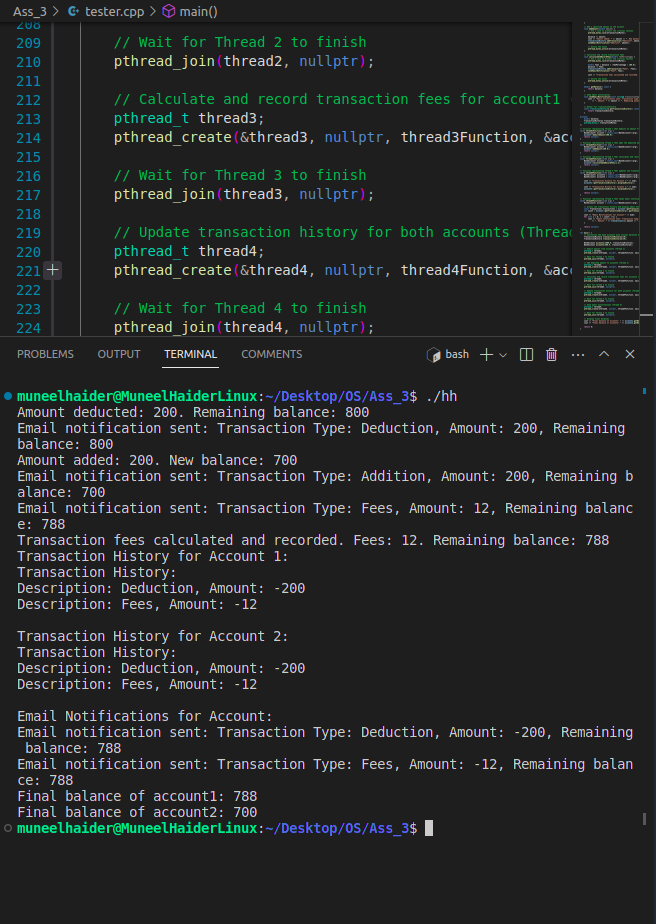 Ass_3 > tester.cpp > main()
208
209 // Wait for Thread 2 to finish
210 pthread_join(thread2, nullptr);
211
212 // Calculate and record transaction fees for account1
213 pthread_t thread3;
214 pthread_create(&thread3, nullptr, thread3Function, &acc
215
216 // Wait for Thread 3 to finish
217 pthread_join(thread3, nullptr);
218
219 // Update transaction history for both accounts (Threa
220 pthread_t thread4;
221 pthread_create(&thread4, nullptr, thread4Function, &acc
222
223 // Wait for Thread 4 to finish
224 pthread_join(thread4, nullptr);
PROBLEMS OUTPUT TERMINAL COMMENTS bash
muneelhaider@MuneelHaiderLinux:~/Desktop/OS/Ass_3$ ./hh
Amount deducted: 200. Remaining balance: 800
Email notification sent: Transaction Type: Deduction, Amount: 200, Remaining
balance: 800
Amount added: 200. New balance: 700
Email notification sent: Transaction Type: Addition, Amount: 200, Remaining b
alance: 700
Email notification sent: Transaction Type: Fees, Amount: 12, Remaining balanc
e: 788
Transaction fees calculated and recorded. Fees: 12. Remaining balance: 788
Transaction History for Account 1:
Transaction History:
Description: Deduction, Amount: -200
Description: Fees, Amount: -12

Transaction History for Account 2:
Transaction History:
Description: Deduction, Amount: -200
Description: Fees, Amount: -12

Email Notifications for Account:
Email notification sent: Transaction Type: Deduction, Amount: -200, Remaining
 balance: 788
Email notification sent: Transaction Type: Fees, Amount: -12, Remaining balan
ce: 788
Final balance of account1: 788
Final balance of account2: 700
muneelhaider@MuneelHaiderLinux:~/Desktop/OS/Ass_3$